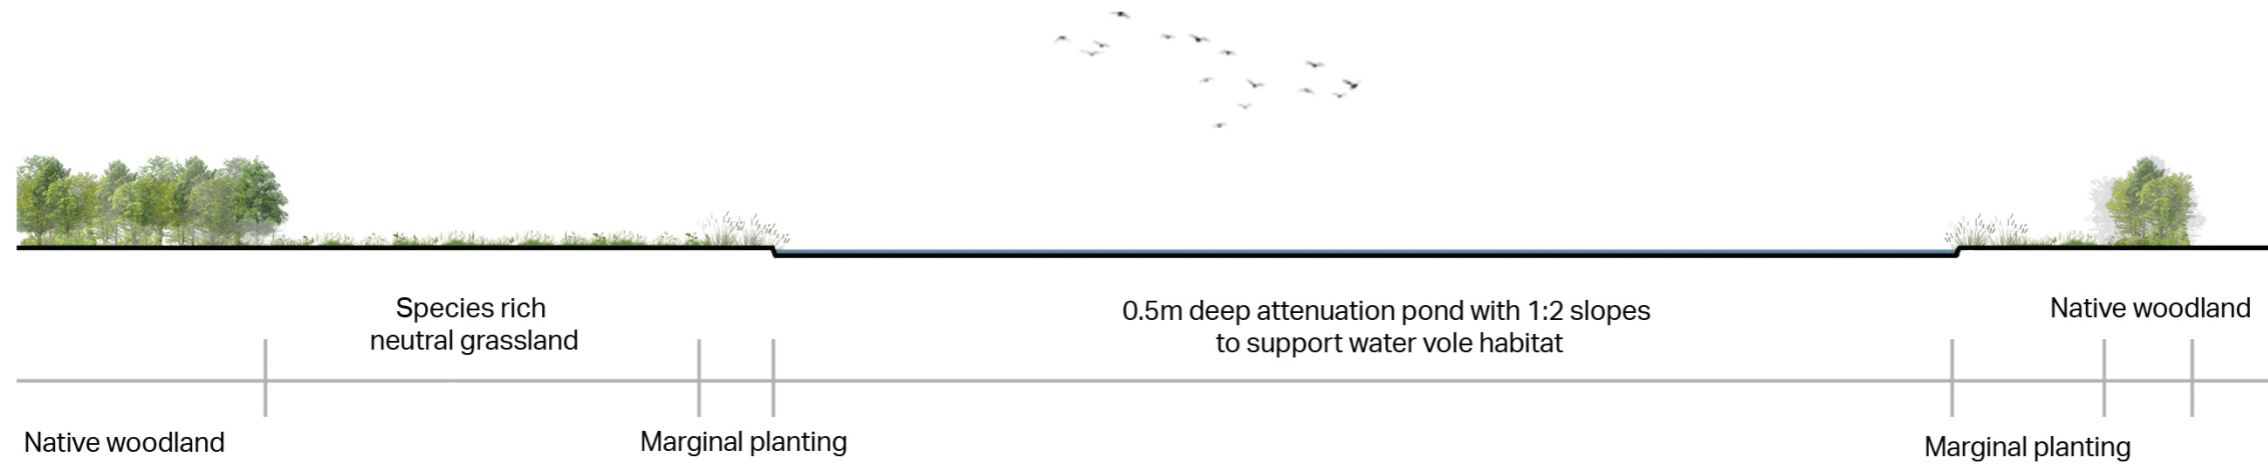 Species rich
neutral grassland
0.5m deep attenuation pond with 1:2 slopes
to support water vole habitat
Native woodland
Native woodland
Marginal planting
Marginal planting